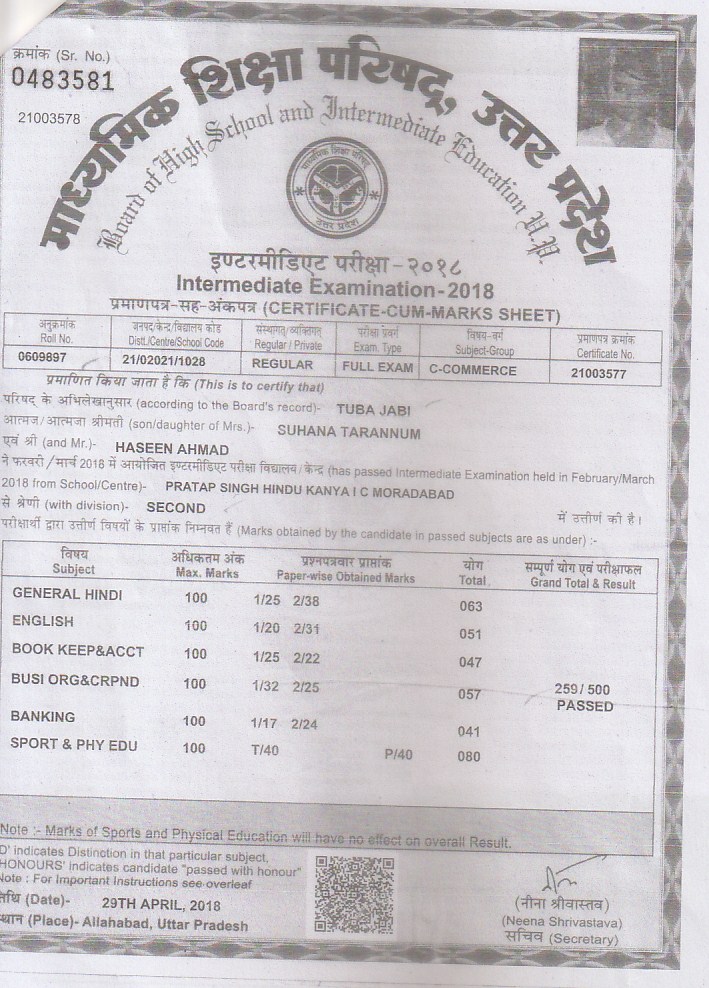 क्रमांक (Sr. No.)
0483581
21003578
माध्यमिक शिक्षा परिषद्, उत्तर प्रदेश
Board of High School and Intermediate Education U.P.
माध्यमिक शिक्षा परिषद
उत्तर प्रदेश
इण्टरमीडिएट परीक्षा-२०१८
Intermediate Examination-2018
प्रमाणपत्र-सह-अंकपत्र (CERTIFICATE-CUM-MARKS SHEET)
अनुक्रमांक जनपद/केन्द्र/विद्यालय कोड संस्थागत/व्यक्तिगत परीक्षा प्रवर्ग विषय-वर्ग प्रमाणपत्र क्रमांक
Roll No. Distt./Centre/School Code Regular / Private Exam. Type Subject-Group Certificate No.
0609897 21/02021/1028 REGULAR FULL EXAM C-COMMERCE 21003577
प्रमाणित किया जाता है कि (This is to certify that)
परिषद के अभिलेखानुसार (according to the Board's record)- TUBA JABI
आत्मज/आत्मजा श्रीमती (son/daughter of Mrs.)- SUHANA TARANNUM
एवं श्री (and Mr.)- HASEEN AHMAD
ने फरवरी/मार्च 2018 में आयोजित इण्टरमीडिएट परीक्षा विद्यालय/केन्द्र (has passed Intermediate Examination held in February/March
2018 from School/Centre)- PRATAP SINGH HINDU KANYA I C MORADABAD
से श्रेणी (with division)- SECOND में उत्तीर्ण की है।
परीक्षार्थी द्वारा उत्तीर्ण विषयों के प्राप्तांक निम्नवत हैं (Marks obtained by the candidate in passed subjects are as under) :-
विषय अधिकतम अंक प्रश्नपत्रवार प्राप्तांक योग सम्पूर्ण योग एवं परीक्षाफल
Subject Max. Marks Paper-wise Obtained Marks Total Grand Total & Result
GENERAL HINDI 100 1/25 2/38 063
ENGLISH 100 1/20 2/31 051
BOOK KEEP&ACCT 100 1/25 2/22 047
BUSI ORG&CRPND 100 1/32 2/25 057 259/500
PASSED
BANKING 100 1/17 2/24 041
SPORT & PHY EDU 100 T/40 P/40 080
Note :- Marks of Sports and Physical Education will have no effect on overall Result.
D' indicates Distinction in that particular subject,
HONOURS' indicates candidate "passed with honour"
Note : For Important Instructions see overleaf
तिथि (Date)- 29TH APRIL, 2018
स्थान (Place)- Allahabad, Uttar Pradesh
(नीना श्रीवास्तव)
(Neena Shrivastava)
सचिव (Secretary)